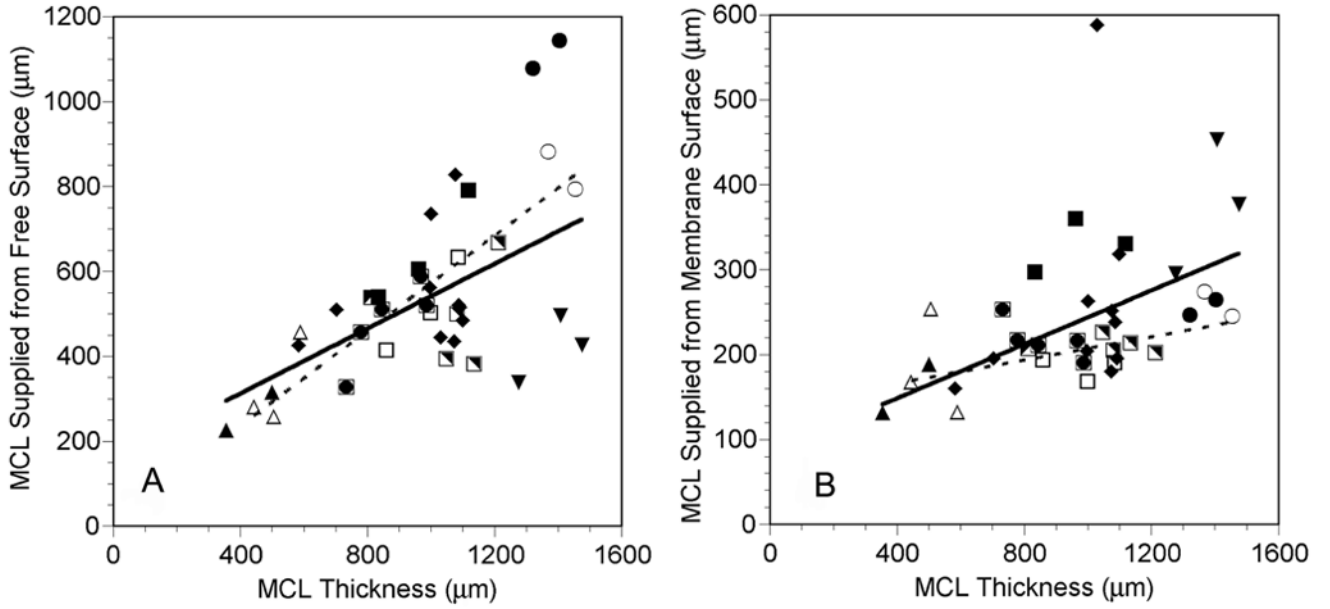 MCL Supplied from Free Surface (μm)
1200
1000
800
600
400
200
0
A
0 400 800 1200 1600
MCL Thickness (μm)
MCL Supplied from Membrane Surface (μm)
600
500
400
300
200
100
0
B
0 400 800 1200 1600
MCL Thickness (μm)